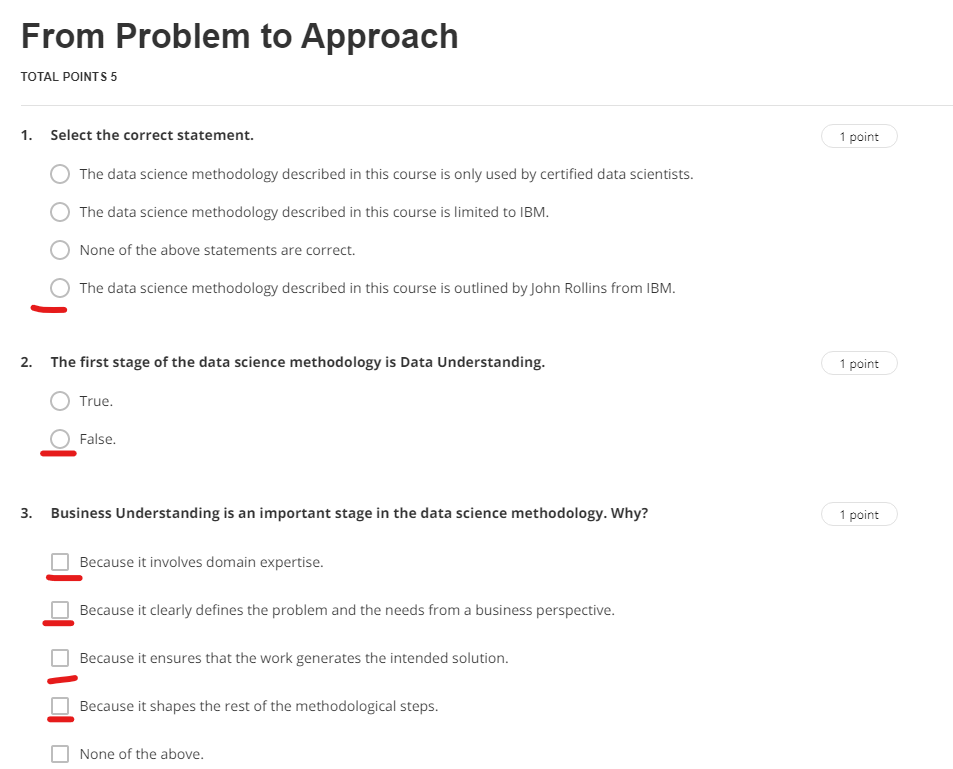 From Problem to Approach
TOTAL POINTS 5
1. Select the correct statement. 1 point
The data science methodology described in this course is only used by certified data scientists.
The data science methodology described in this course is limited to IBM.
None of the above statements are correct.
The data science methodology described in this course is outlined by John Rollins from IBM.
2. The first stage of the data science methodology is Data Understanding. 1 point
True.
False.
3. Business Understanding is an important stage in the data science methodology. Why? 1 point
Because it involves domain expertise.
Because it clearly defines the problem and the needs from a business perspective.
Because it ensures that the work generates the intended solution.
Because it shapes the rest of the methodological steps.
None of the above.